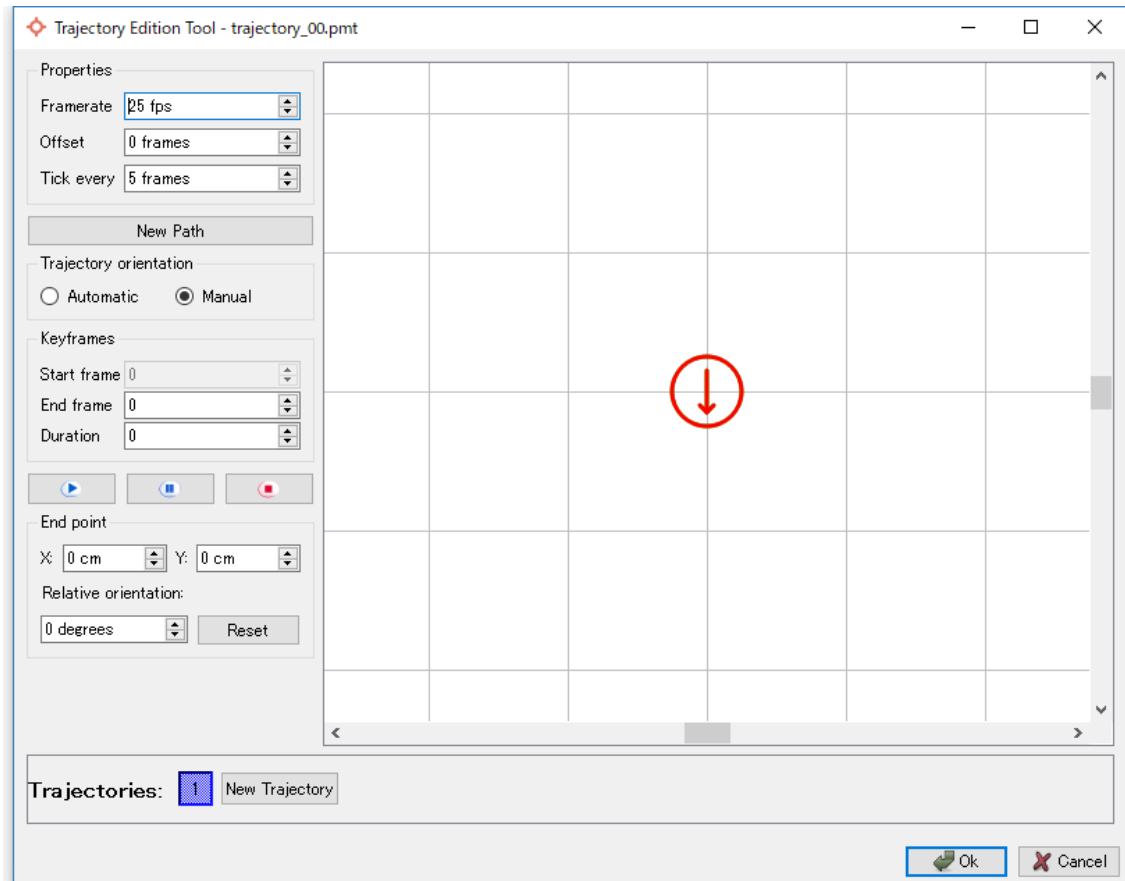 Trajectory Edition Tool - trajectory_00.pmt
Properties
Framerate 25 fps
Offset 0 frames
Tick every 5 frames
New Path
Trajectory orientation
Automatic Manual
Keyframes
Start frame 0
End frame 0
Duration 0
End point
X: 0 cm Y: 0 cm
Relative orientation:
0 degrees Reset
Trajectories: 1 New Trajectory
Ok Cancel